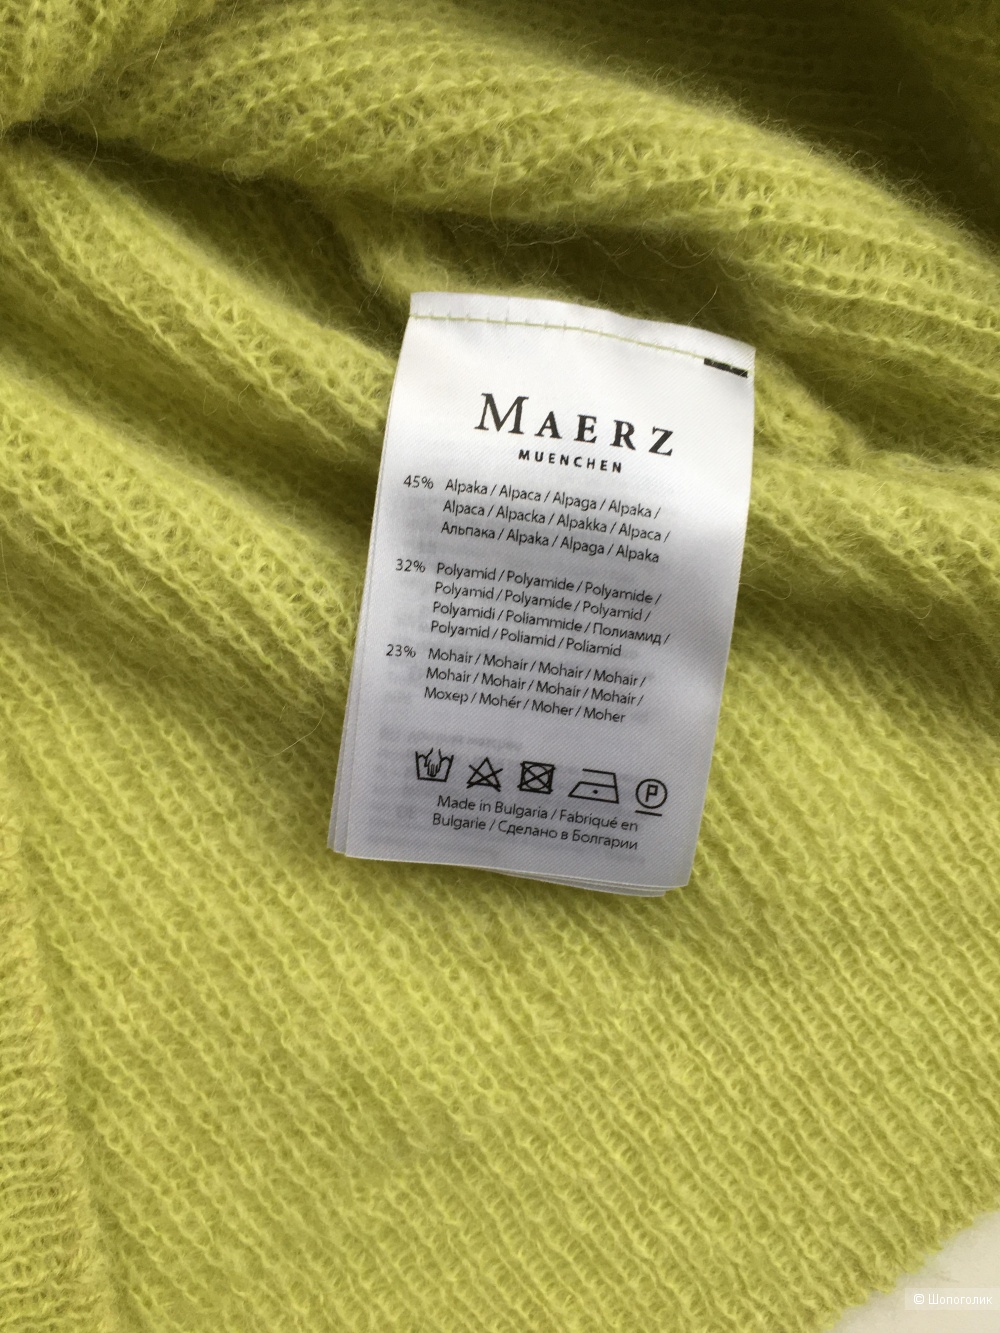 MAERZ
MUENCHEN
45% Alpaka / Alpaca / Alpaga / Alpaka /
Alpaca / Alpacka / Alpakka / Alpaca /
Альпака / Alpaka / Alpaga / Alpaka
32% Polyamid / Polyamide / Polyamide /
Polyamid / Polyamide / Polyamid /
Polyamidi / Poliammide / Полиамид /
Polyamid / Poliamid / Poliamid
23% Mohair / Mohair / Mohair / Mohair /
Mohair / Mohair / Mohair / Mohair /
Мохер / Mohér / Moher / Moher
P
Made in Bulgaria / Fabriqué en
Bulgarie / Сделано в Болгарии
© Шопоголик